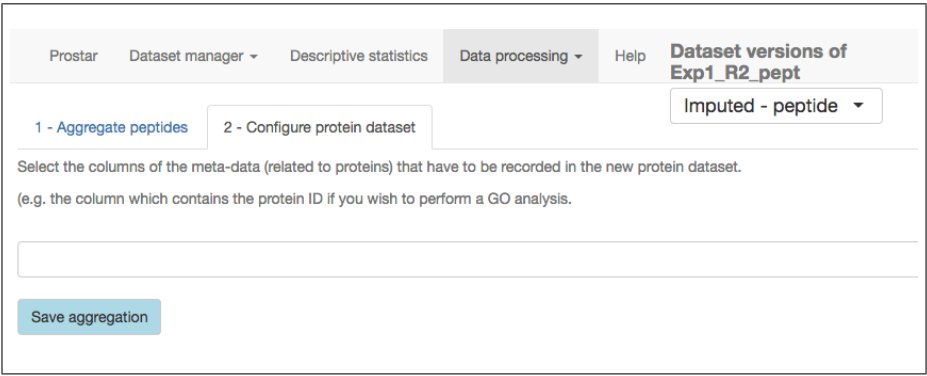 Prostar Dataset manager Descriptive statistics Data processing Help
Dataset versions of
Exp1_R2_pept
Imputed - peptide
1 - Aggregate peptides 2 - Configure protein dataset
Select the columns of the meta-data (related to proteins) that have to be recorded in the new protein dataset.
(e.g. the column which contains the protein ID if you wish to perform a GO analysis.
Save aggregation